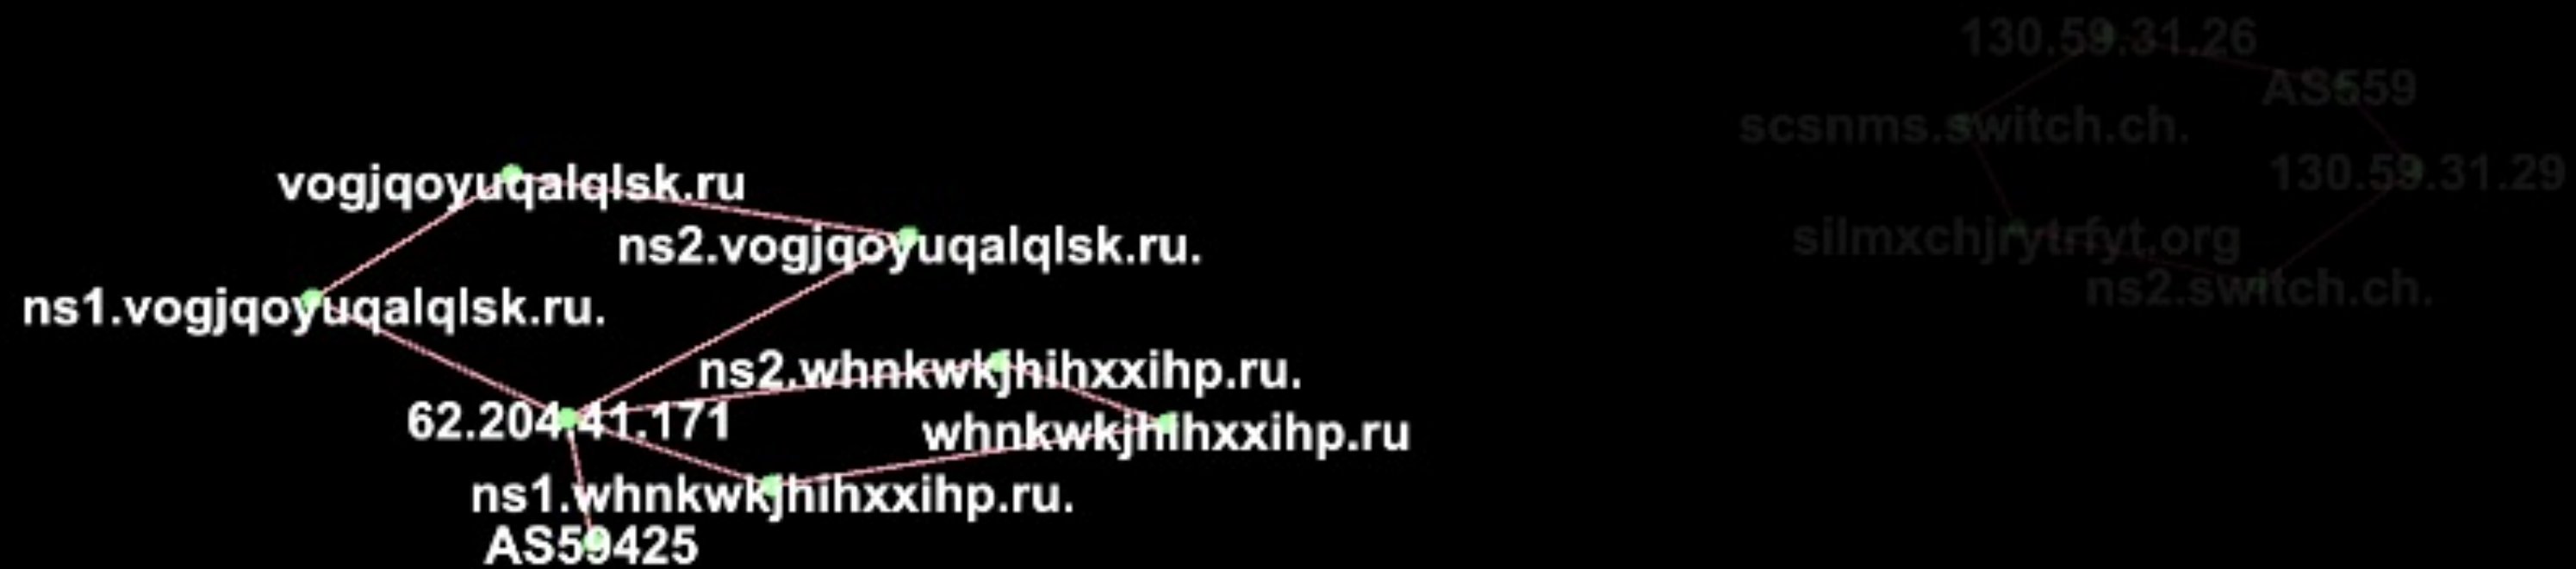 130.59.31.26
AS559
scsnms.switch.ch.
130.59.31.29
vogjqoyuqalqlsk.ru
silmxchjrytrfyt.org
ns2.vogjqoyuqalqlsk.ru.
ns2.switch.ch.
ns1.vogjqoyuqalqlsk.ru.
ns2.whnkwkjhihxxihp.ru.
62.204.41.171
whnkwkjhihxxihp.ru
ns1.whnkwkjhihxxihp.ru.
AS59425